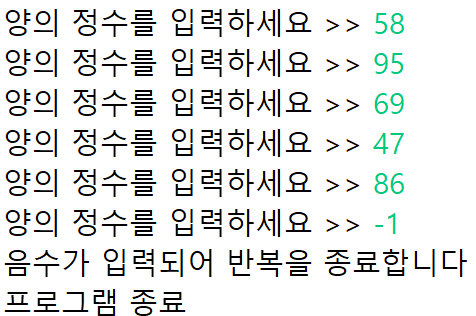 양의 정수를 입력하세요 >> 58
양의 정수를 입력하세요 >> 95
양의 정수를 입력하세요 >> 69
양의 정수를 입력하세요 >> 47
양의 정수를 입력하세요 >> 86
양의 정수를 입력하세요 >> -1
음수가 입력되어 반복을 종료합니다
프로그램 종료